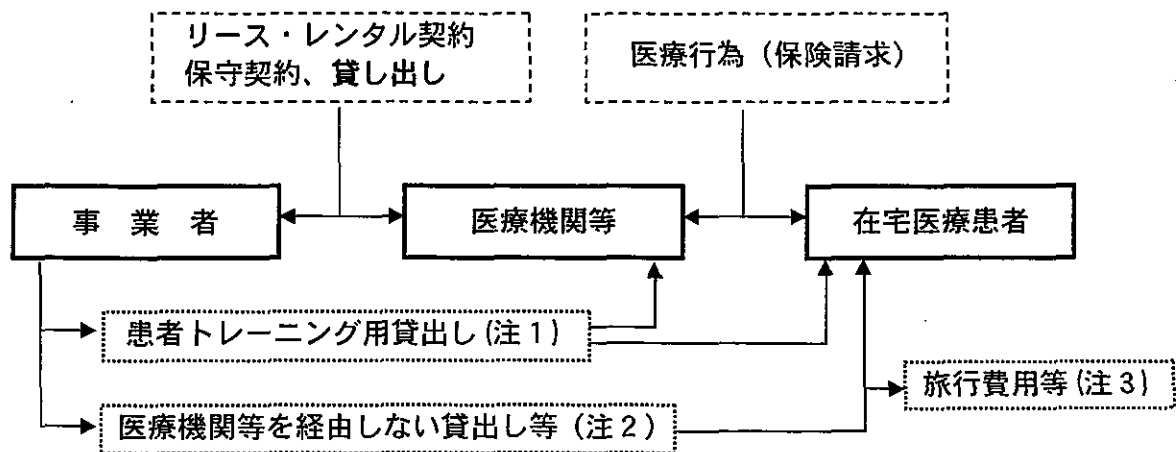 リース・レンタル契約
保守契約、貸し出し
医療行為（保険請求）
事　業　者
医療機関等
在宅医療患者
患者トレーニング用貸出し(注１)
旅行費用等(注３)
医療機関等を経由しない貸出し等（注２）